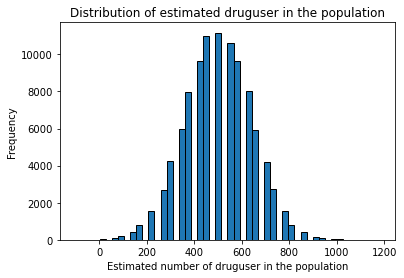 Distribution of estimated druguser in the population
Frequency
10000
8000
6000
4000
2000
0
0 200 400 600 800 1000 1200
Estimated number of druguser in the population